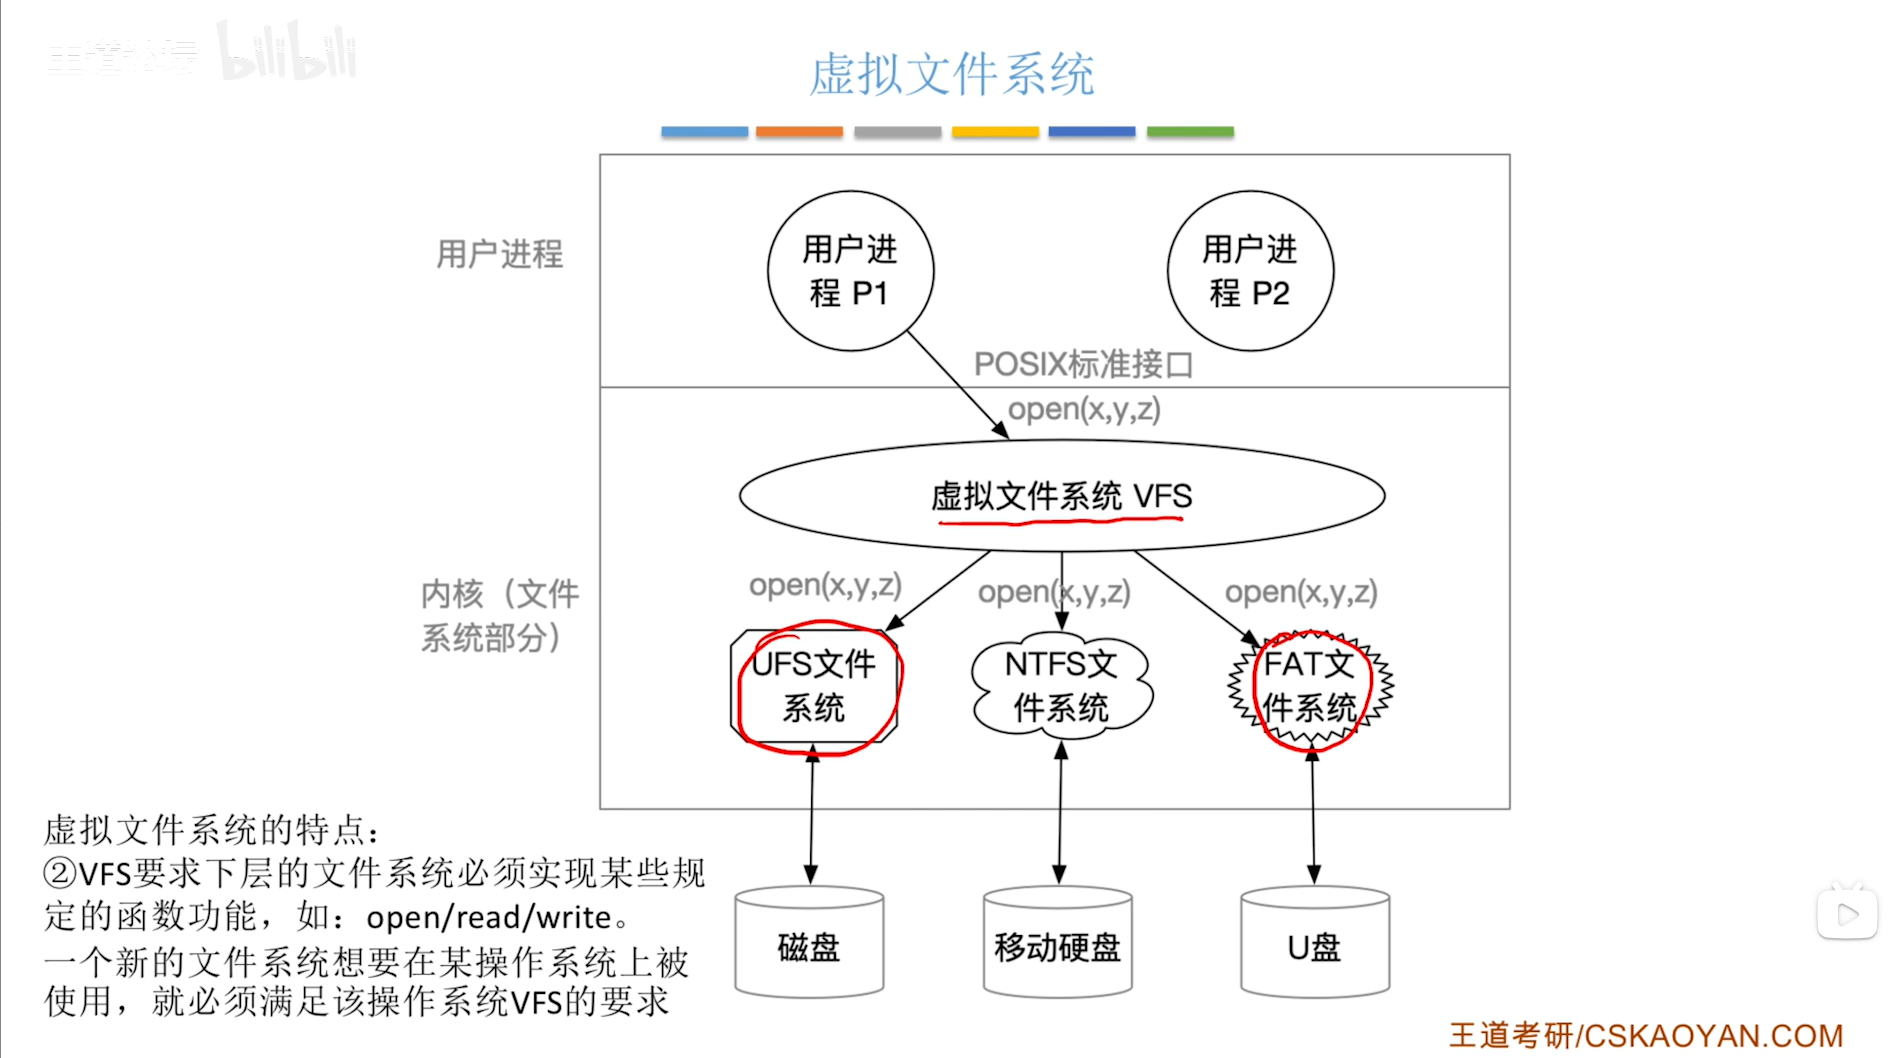 王道论坛 bilibili
虚拟文件系统
用户进程
用户进
程 P1
用户进
程 P2
POSIX标准接口
open(x,y,z)
虚拟文件系统 VFS
内核（文件
系统部分）
open(x,y,z)
open(x,y,z)
open(x,y,z)
UFS文件
系统
NTFS文
件系统
FAT文
件系统
虚拟文件系统的特点：
②VFS要求下层的文件系统必须实现某些规
定的函数功能，如：open/read/write。
一个新的文件系统想要在某操作系统上被
使用，就必须满足该操作系统VFS的要求
磁盘
移动硬盘
U盘
王道考研/CSKAOYAN.COM